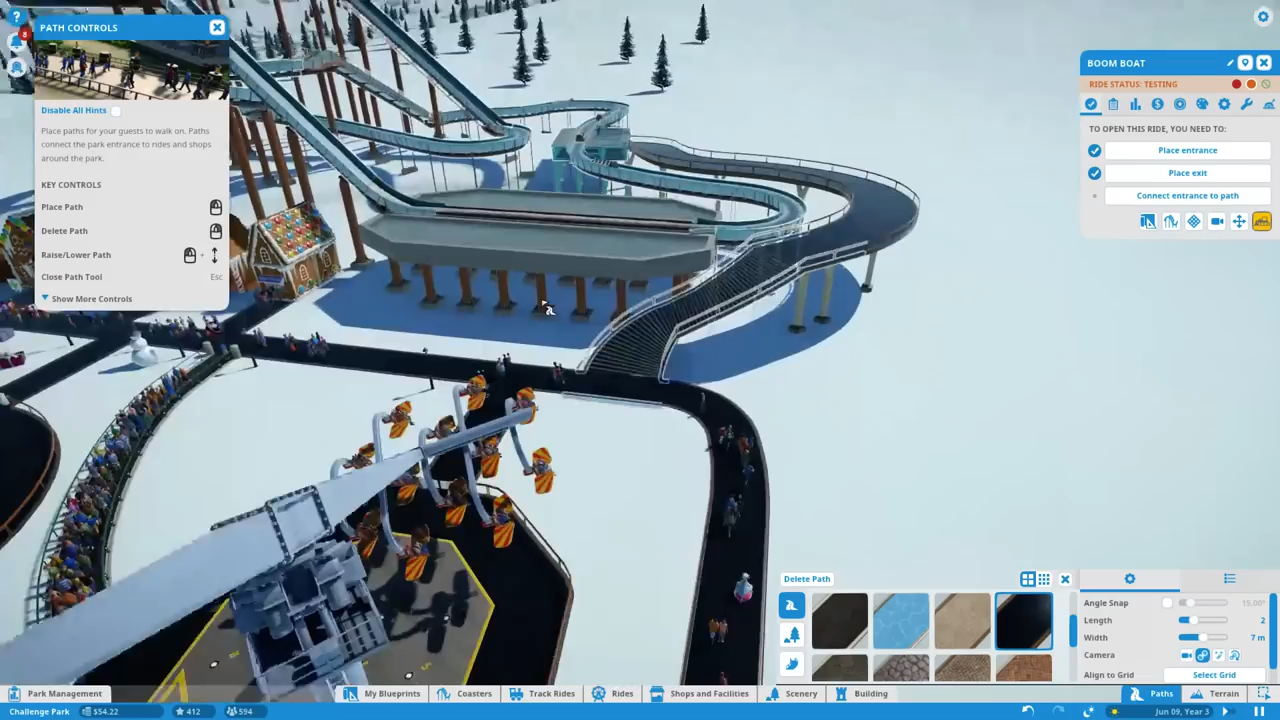 ?
8
PATH CONTROLS
Disable All Hints
Place paths for your guests to walk on. Paths
connect the park entrance to rides and shops
around the park.
KEY CONTROLS
Place Path
Delete Path
Raise/Lower Path
Close Path Tool Esc
Show More Controls
BOOM BOAT
RIDE STATUS: TESTING
TO OPEN THIS RIDE, YOU NEED TO:
Place entrance
Place exit
Connect entrance to path
Delete Path
Angle Snap 15.00°
Length 2
Width 7 m
Camera
Align to Grid Select Grid
Park Management My Blueprints Coasters Track Rides Rides Shops and Facilities Scenery Building Paths Terrain
Challenge Park $54.22 412 594 Jun 09, Year 3